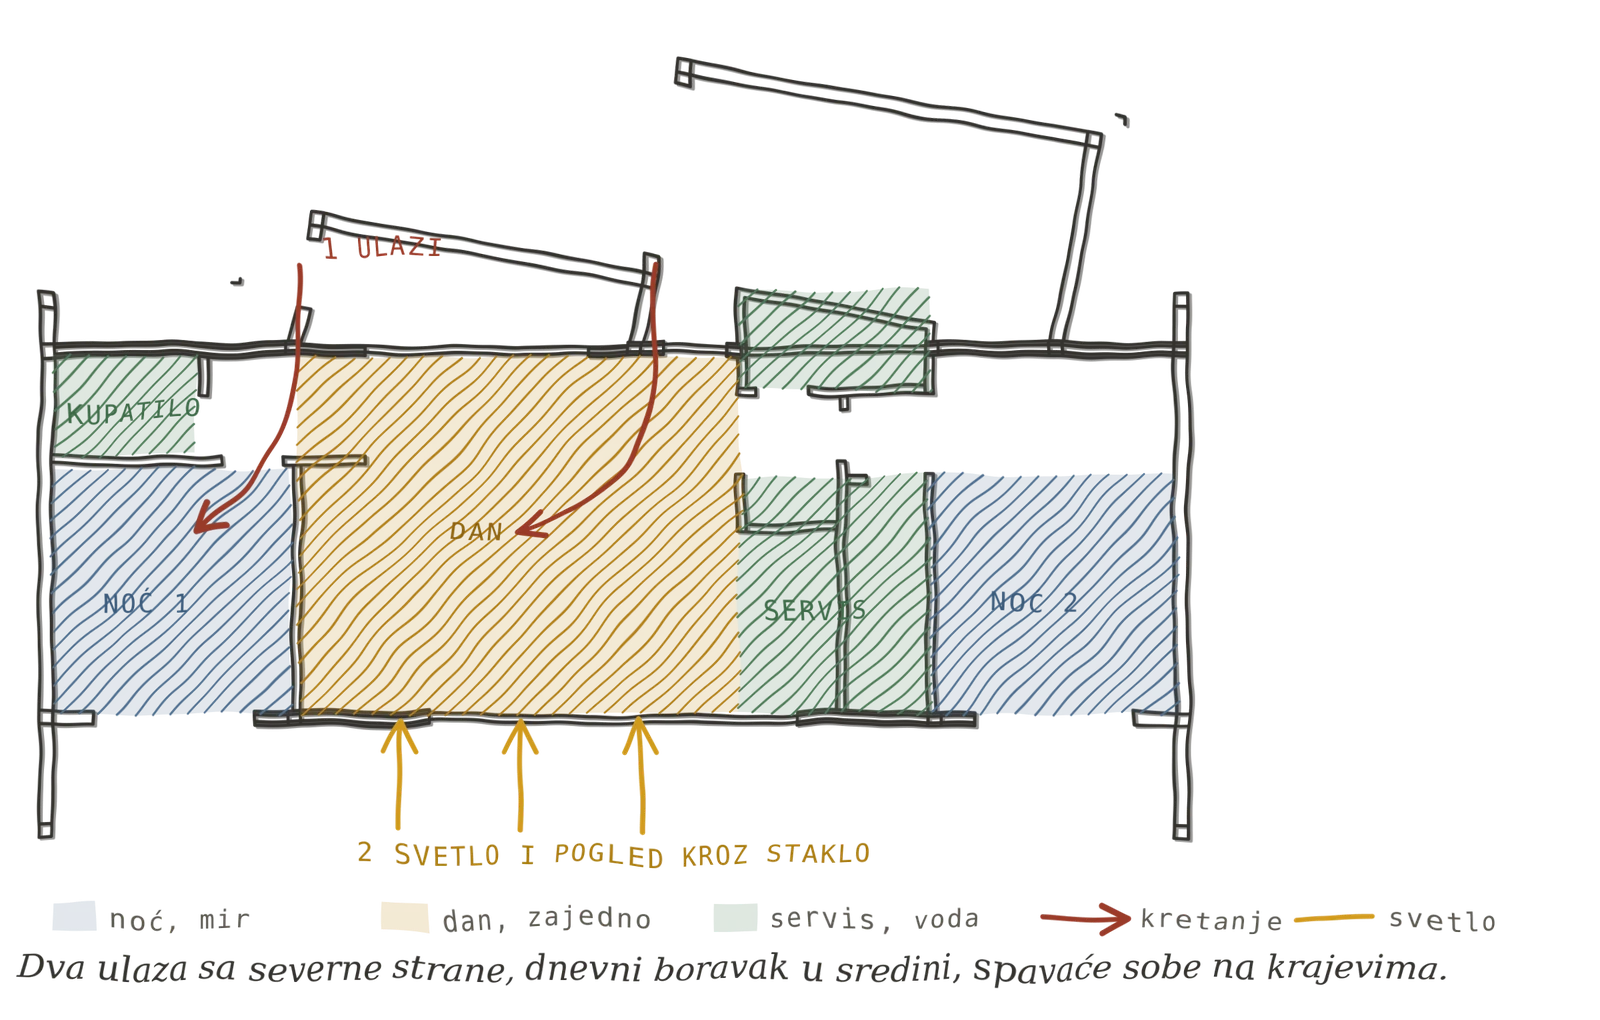 1 ULAZI
KUPATILO
DAN
NOĆ 1
SERVIS
NOĆ 2
2 SVETLO I POGLED KROZ STAKLO
noć, mir
dan, zajedno
servis, voda
kretanje
svetlo
Dva ulaza sa severne strane, dnevni boravak u sredini, spavaće sobe na krajevima.